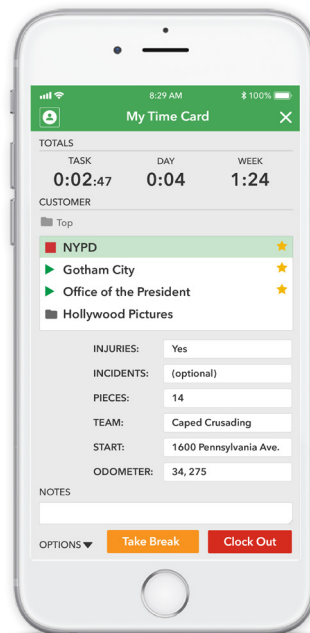 8:29 AM 100%
My Time Card
TOTALS
TASK DAY WEEK
0:02:47 0:04 1:24
CUSTOMER
Top
NYPD
Gotham City
Office of the President
Hollywood Pictures
INJURIES: Yes
INCIDENTS: (optional)
PIECES: 14
TEAM: Caped Crusading
START: 1600 Pennsylvania Ave.
ODOMETER: 34, 275
NOTES
OPTIONS Take Break Clock Out